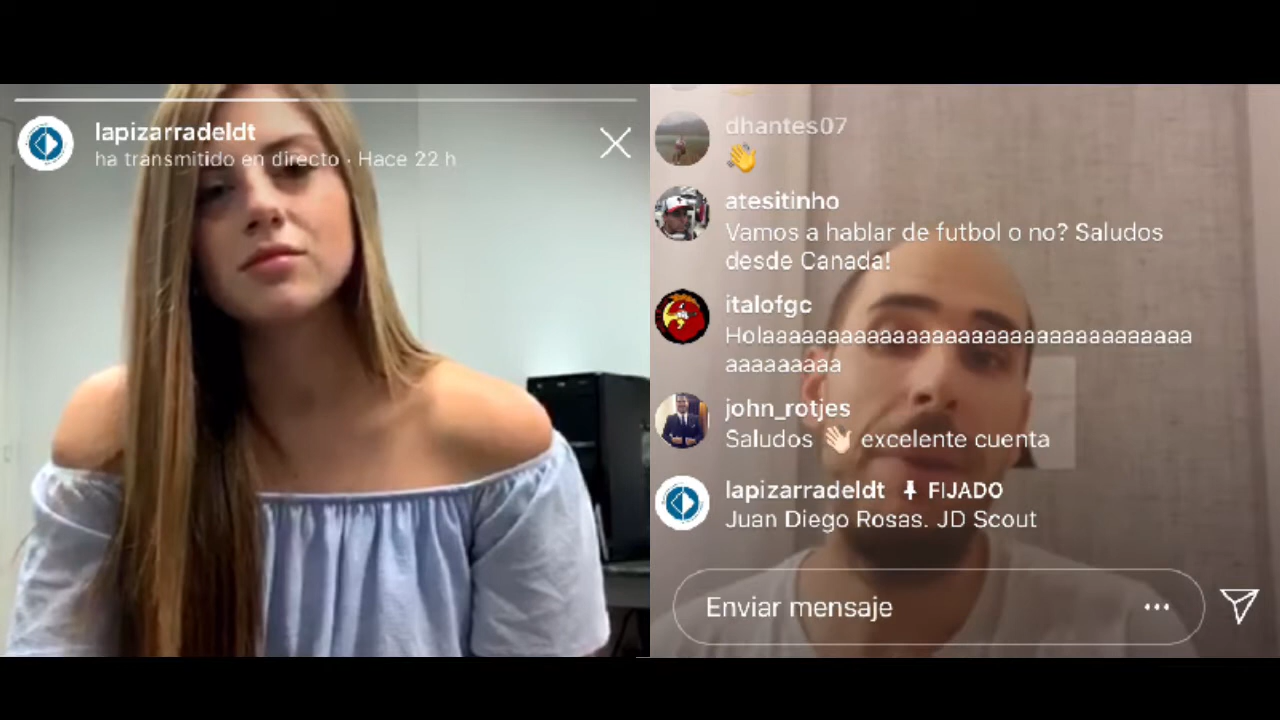 lapizarradeldt
ha transmitido en directo · Hace 22 h
dhantes07
👋
atesitinho
Vamos a hablar de futbol o no? Saludos
desde Canada!
italofgc
Holaaaaaaaaaaaaaaaaaaaaaaaaaaaaaaaaaa
aaaaaaaaa
john_rotjes
Saludos 👋🏻 excelente cuenta
lapizarradeldt FIJADO
Juan Diego Rosas. JD Scout
Enviar mensaje